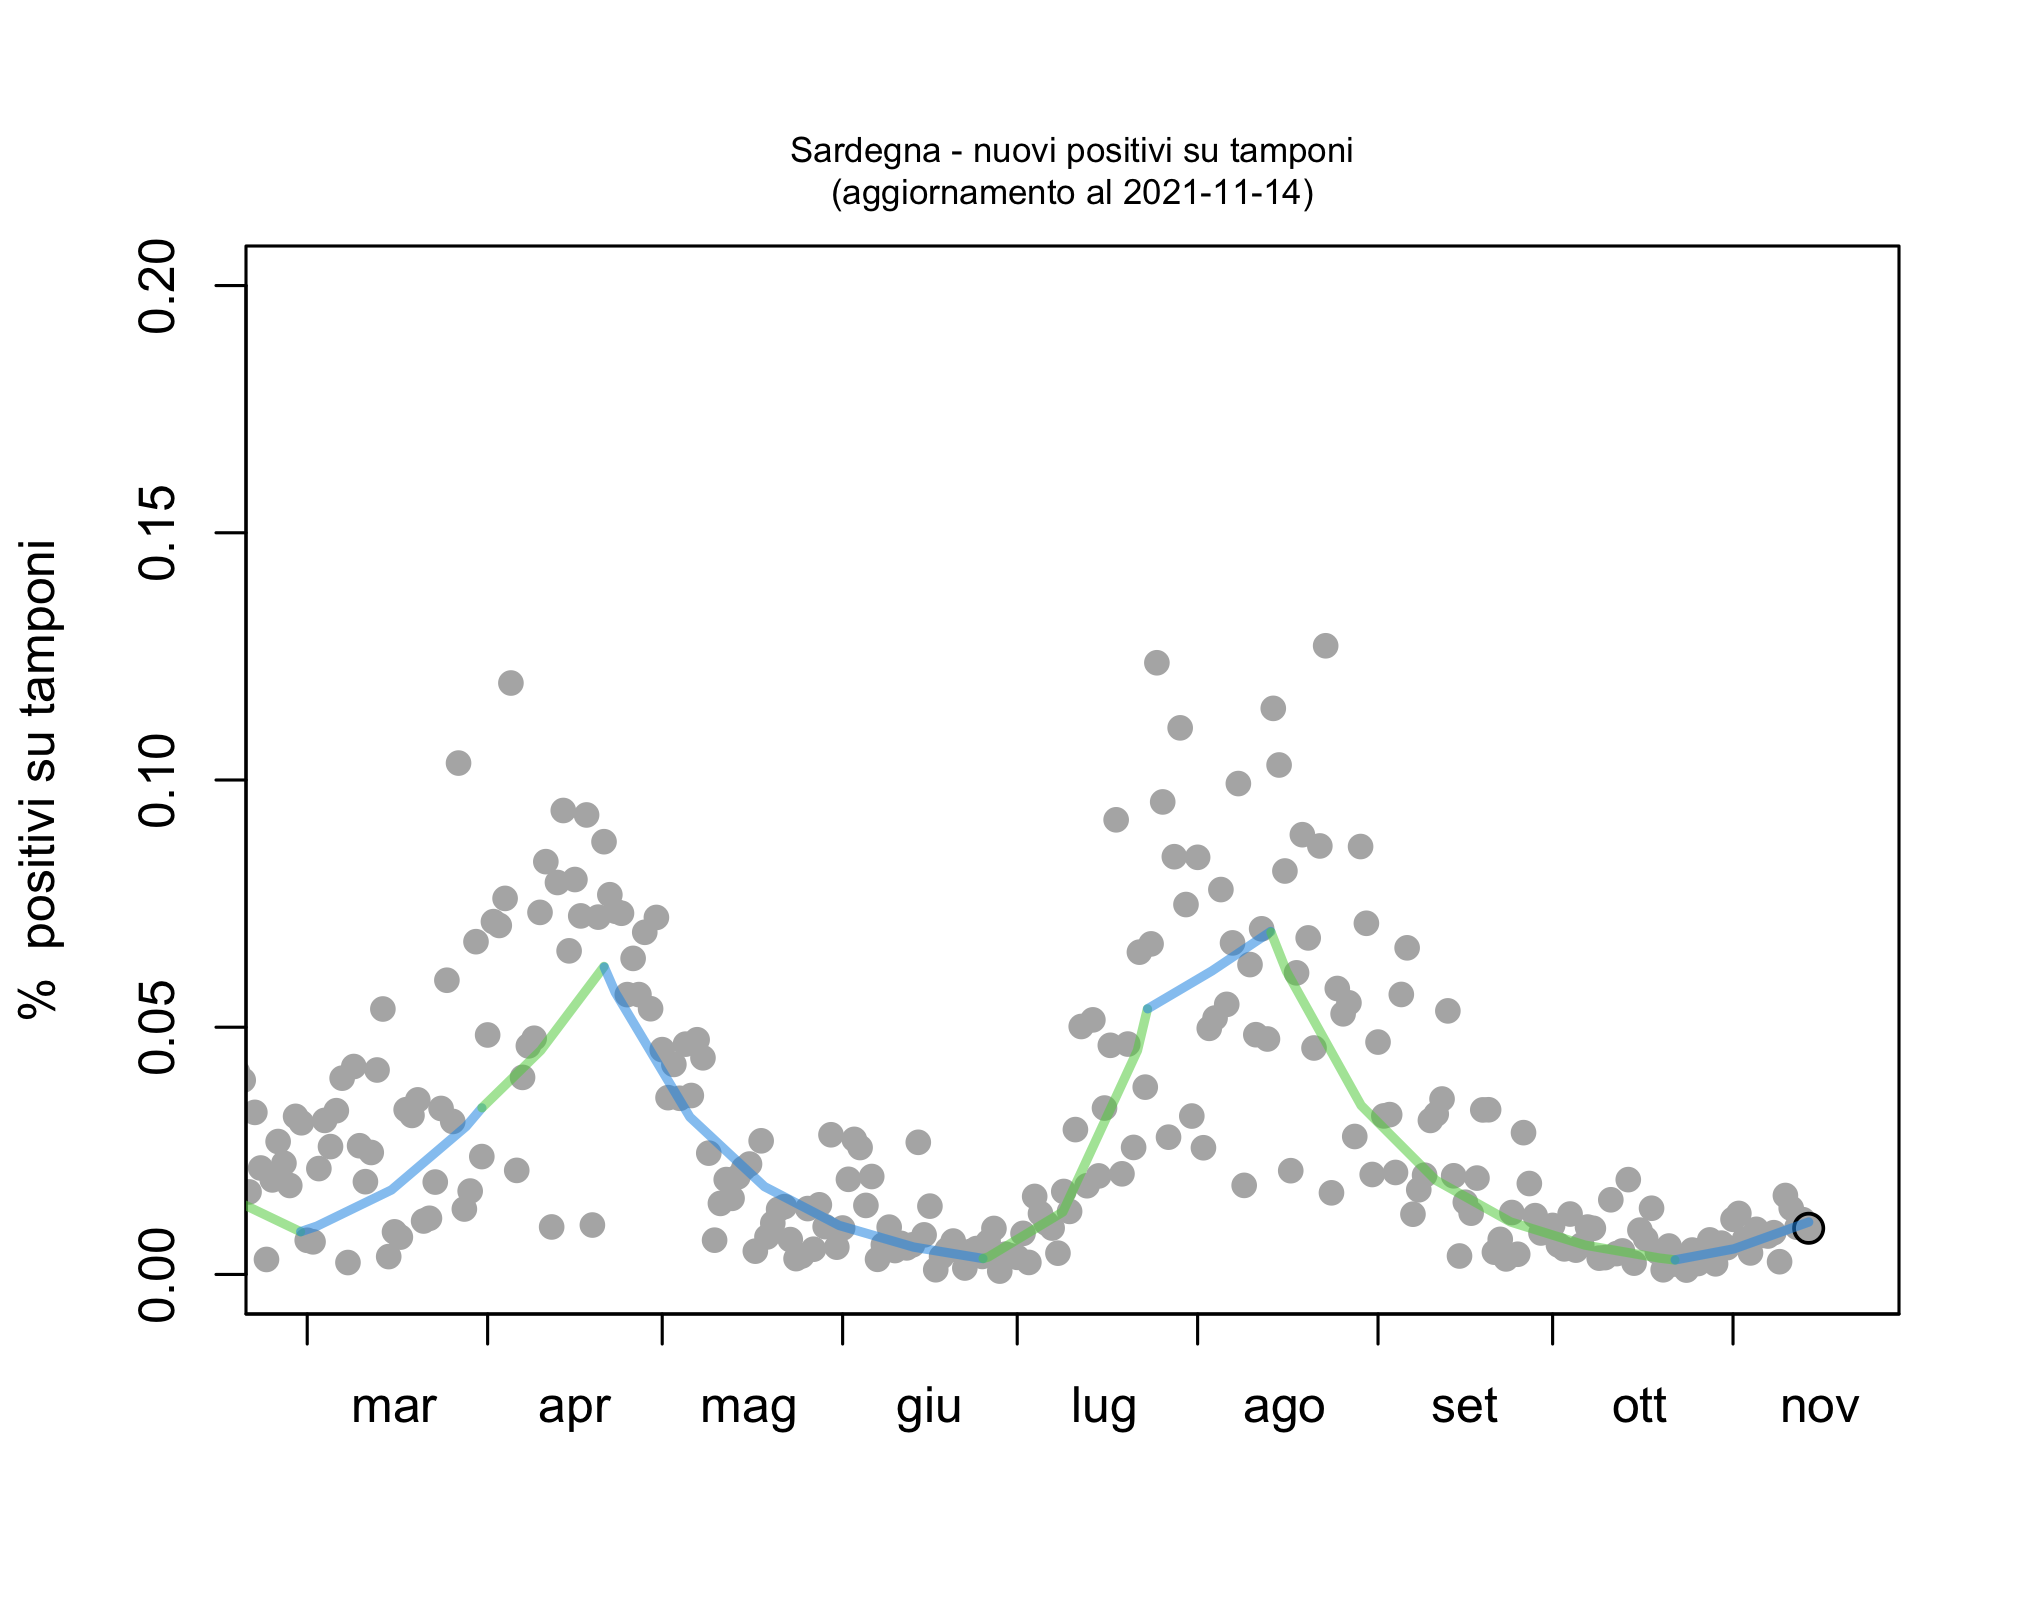 Sardegna - nuovi positivi su tamponi
(aggiornamento al 2021-11-14)
% positivi su tamponi
0.20
0.15
0.10
0.05
0.00
mar apr mag giu lug ago set ott nov